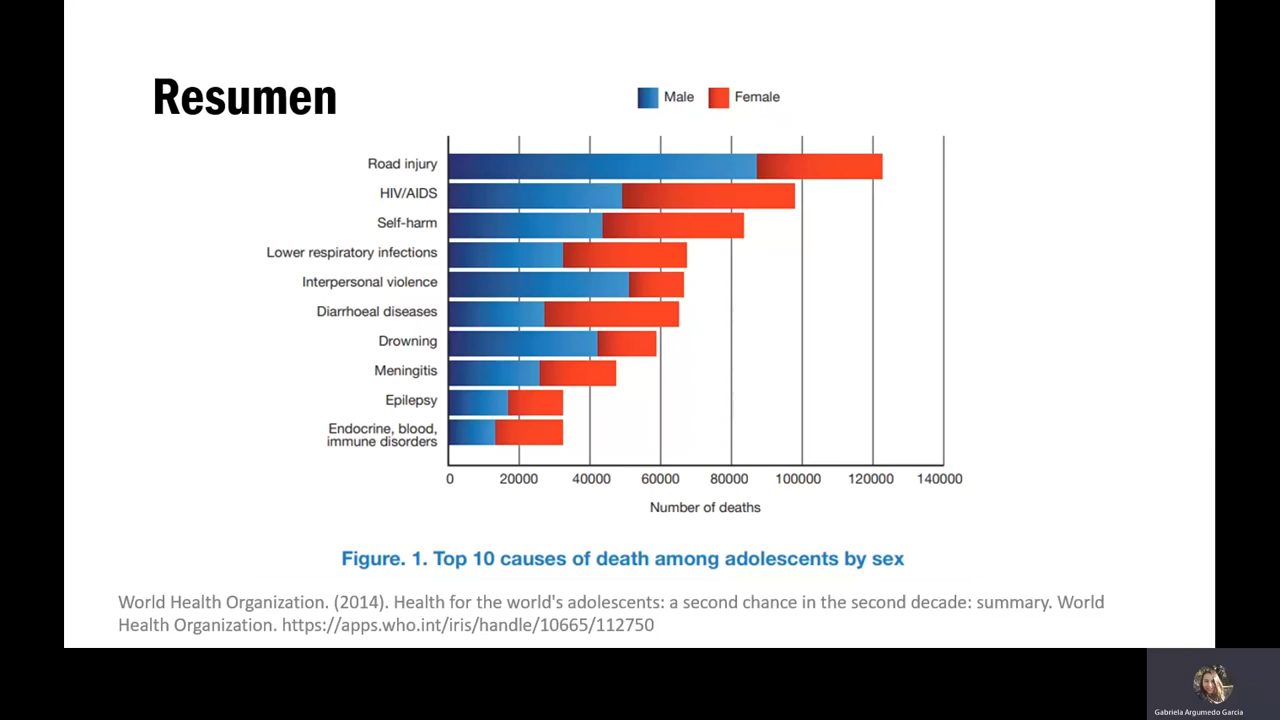 Resumen
Male Female
Road injury
HIV/AIDS
Self-harm
Lower respiratory infections
Interpersonal violence
Diarrhoeal diseases
Drowning
Meningitis
Epilepsy
Endocrine, blood,
immune disorders
0 20000 40000 60000 80000 100000 120000 140000
Number of deaths
Figure. 1. Top 10 causes of death among adolescents by sex
World Health Organization. (2014). Health for the world's adolescents: a second chance in the second decade: summary. World
Health Organization. https://apps.who.int/iris/handle/10665/112750
Gabriela Argumedo Garcia